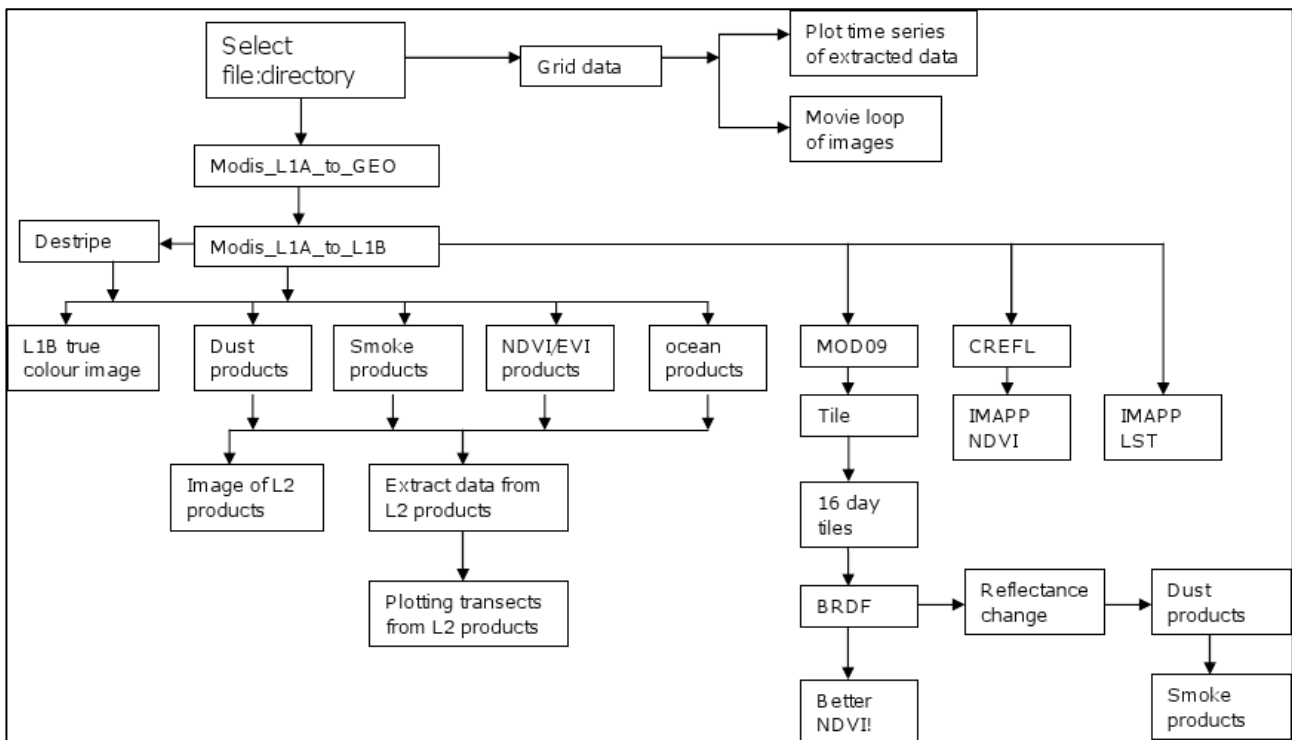 Select
file:directory
Grid data
Plot time series
of extracted data
Movie loop
of images
Modis_L1A_to_GEO
Destripe
Modis_L1A_to_L1B
L1B true
colour image
Dust
products
Smoke
products
NDVI/EVI
products
ocean
products
MOD09
CREFL
Tile
IMAPP
NDVI
IMAPP
LST
Image of L2
products
Extract data from
L2 products
16 day
tiles
Plotting transects
from L2 products
BRDF
Reflectance
change
Dust
products
Better
NDVI!
Smoke
products